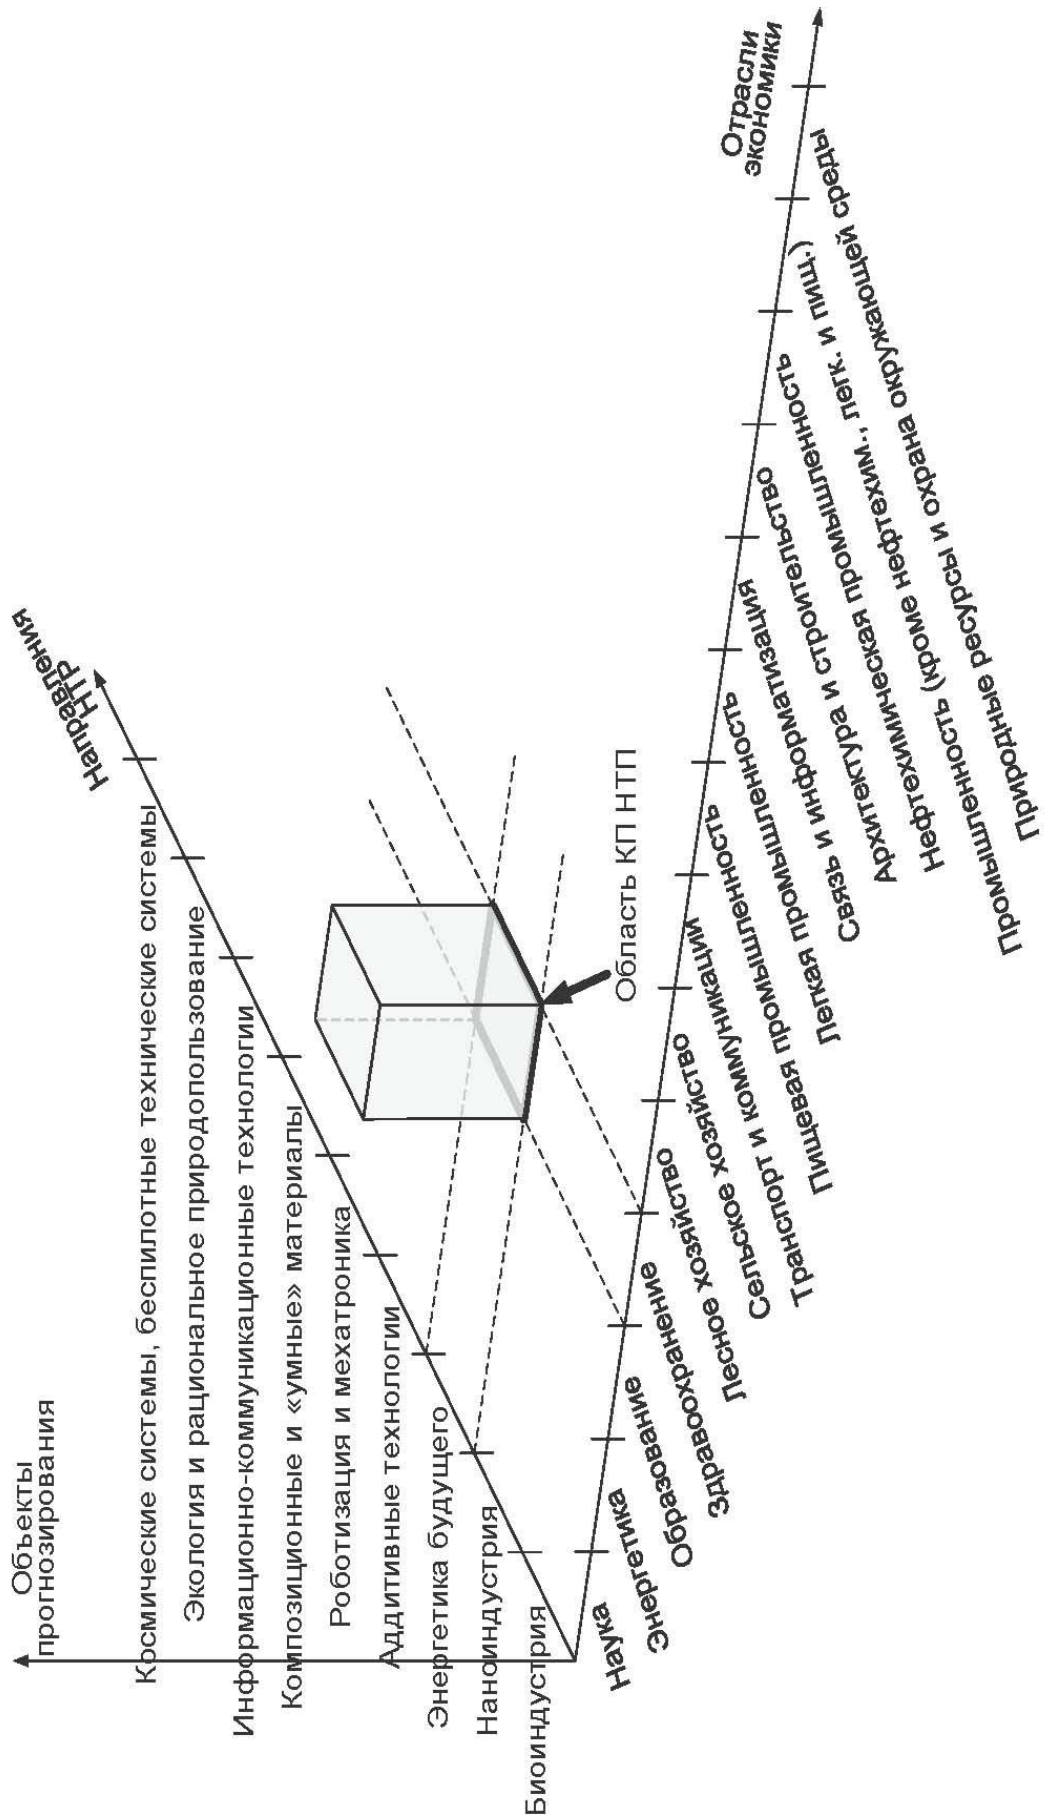 Объекты
прогнозирования
Направления
НТР
Космические системы, беспилотные технические системы
Экология и рациональное природопользование
Информационно-коммуникационные технологии
Композиционные и «умные» материалы
Роботизация и мехатроника
Аддитивные технологии
Энергетика будущего
Наноиндустрия
Биоиндустрия
Область КП НТП
Отрасли
экономики
Наука
Энергетика
Образование
Здравоохранение
Лесное хозяйство
Сельское хозяйство
Транспорт и коммуникации
Пищевая промышленность
Легкая промышленность
Связь и информатизация
Архитектура и строительство
Нефтехимическая промышленность
Промышленность (кроме нефтехим., легк. и пищ.)
Природные ресурсы и охрана окружающей среды